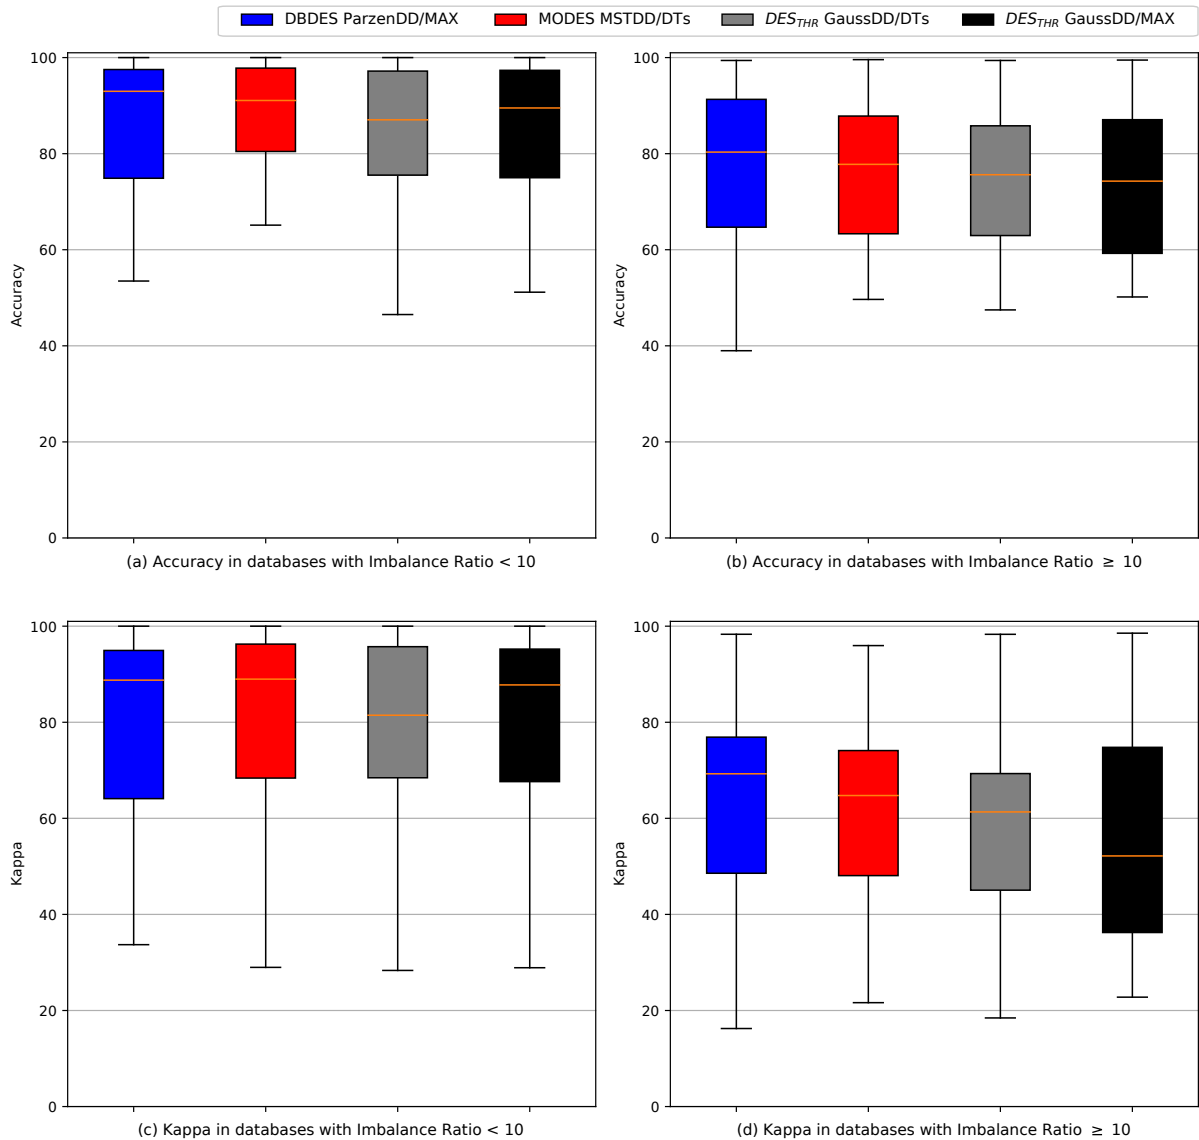 DBDES ParzenDD/MAX MODES MSTDD/DTs DES_THR GaussDD/DTs DES_THR GaussDD/MAX
100
80
60
40
20
0
Accuracy
(a) Accuracy in databases with Imbalance Ratio < 10
100
80
60
40
20
0
Accuracy
(b) Accuracy in databases with Imbalance Ratio ≥ 10
100
80
60
40
20
0
Kappa
(c) Kappa in databases with Imbalance Ratio < 10
100
80
60
40
20
0
Kappa
(d) Kappa in databases with Imbalance Ratio ≥ 10